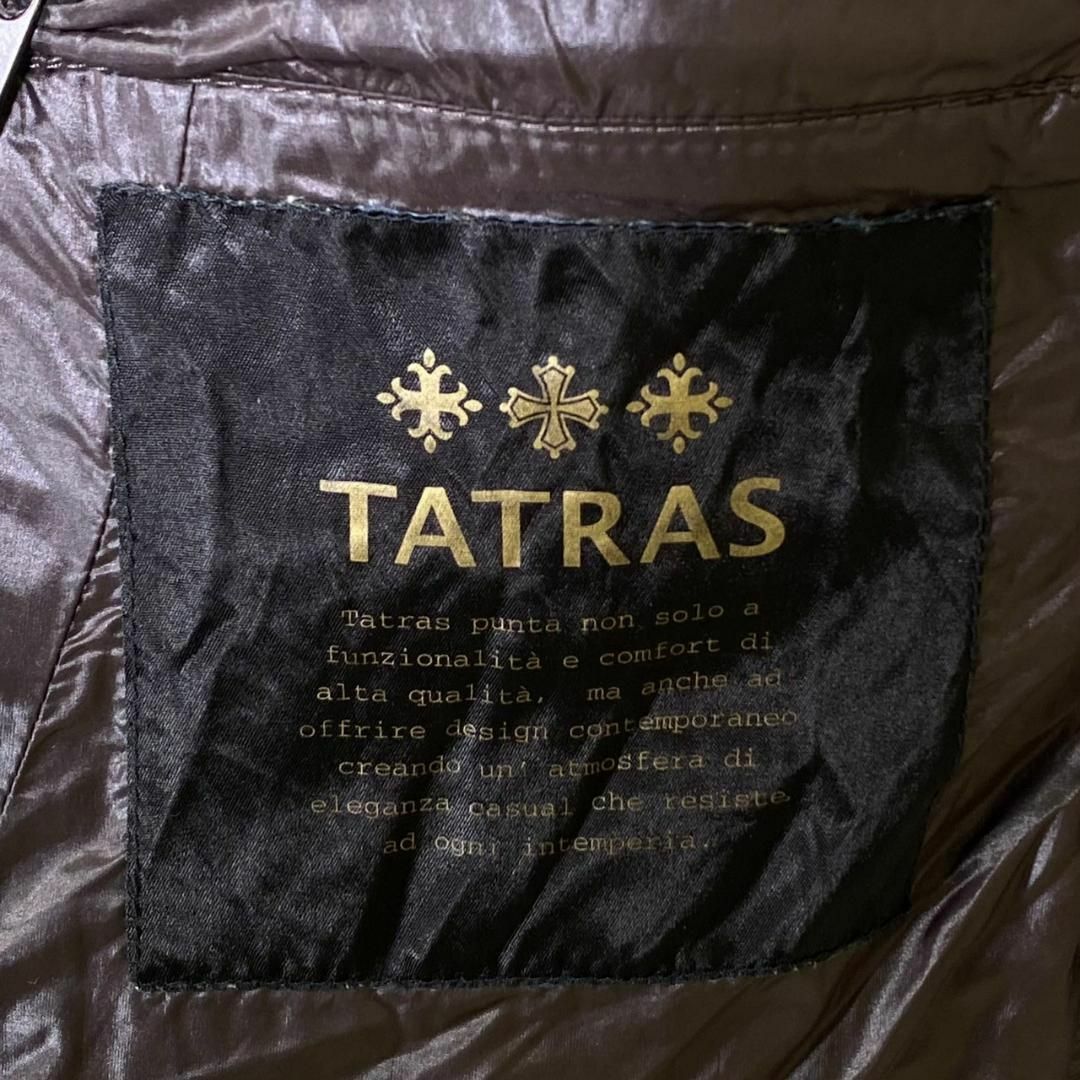 TATRAS
Tatras punta non solo a
funzionalità e comfort di
alta qualità, ma anche ad
offrire design contemporaneo
creando un' atmosfera di
eleganza casual che resiste
ad ogni intemperia.